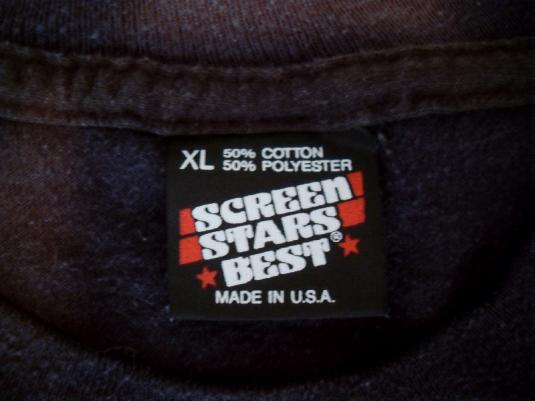 XL 50% COTTON
50% POLYESTER
SCREEN
STARS
BEST®
MADE IN U.S.A.